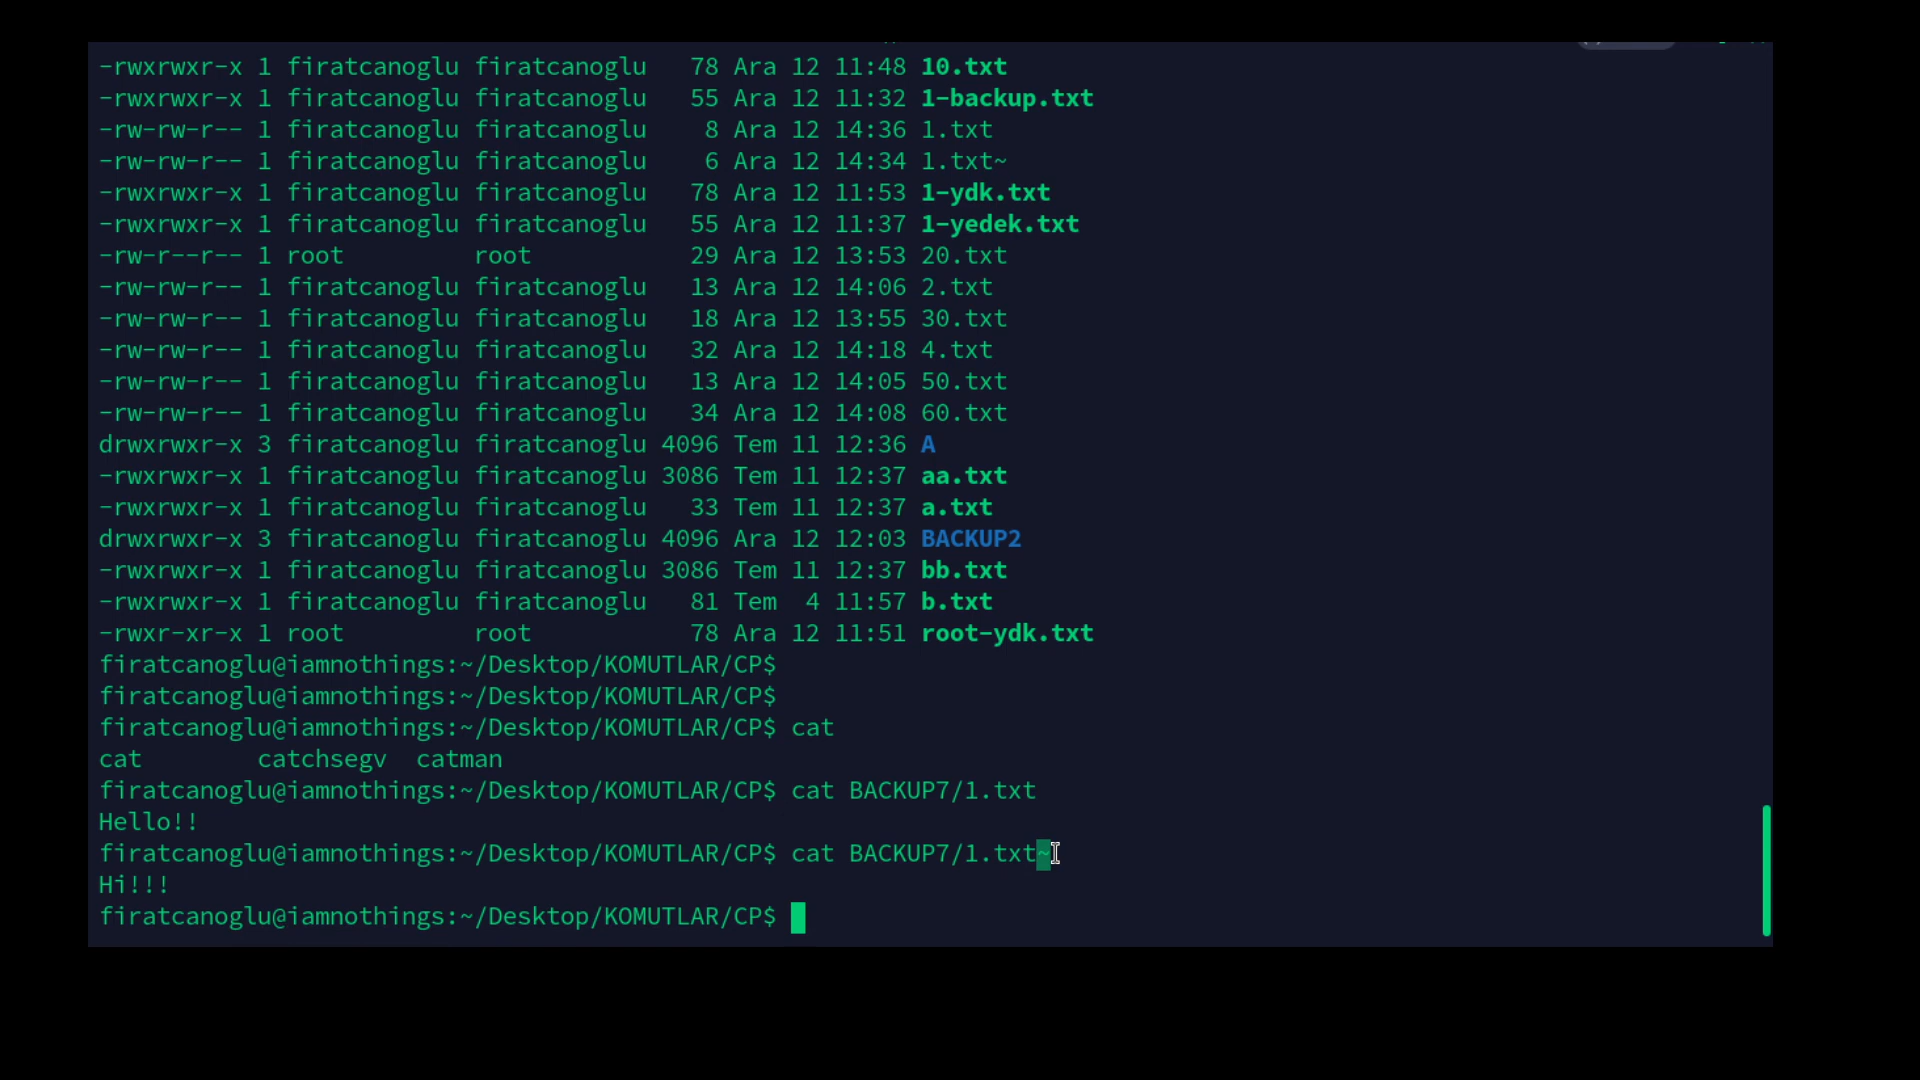 -rwxrwxr-x 1 firatcanoglu firatcanoglu   78 Ara 12 11:48 10.txt
-rwxrwxr-x 1 firatcanoglu firatcanoglu   55 Ara 12 11:32 1-backup.txt
-rw-rw-r-- 1 firatcanoglu firatcanoglu    8 Ara 12 14:36 1.txt
-rw-rw-r-- 1 firatcanoglu firatcanoglu    6 Ara 12 14:34 1.txt~
-rwxrwxr-x 1 firatcanoglu firatcanoglu   78 Ara 12 11:53 1-ydk.txt
-rwxrwxr-x 1 firatcanoglu firatcanoglu   55 Ara 12 11:37 1-yedek.txt
-rw-r--r-- 1 root         root           29 Ara 12 13:53 20.txt
-rw-rw-r-- 1 firatcanoglu firatcanoglu   13 Ara 12 14:06 2.txt
-rw-rw-r-- 1 firatcanoglu firatcanoglu   18 Ara 12 13:55 30.txt
-rw-rw-r-- 1 firatcanoglu firatcanoglu   32 Ara 12 14:18 4.txt
-rw-rw-r-- 1 firatcanoglu firatcanoglu   13 Ara 12 14:05 50.txt
-rw-rw-r-- 1 firatcanoglu firatcanoglu   34 Ara 12 14:08 60.txt
drwxrwxr-x 3 firatcanoglu firatcanoglu 4096 Tem 11 12:36 A
-rwxrwxr-x 1 firatcanoglu firatcanoglu 3086 Tem 11 12:37 aa.txt
-rwxrwxr-x 1 firatcanoglu firatcanoglu   33 Tem 11 12:37 a.txt
drwxrwxr-x 3 firatcanoglu firatcanoglu 4096 Ara 12 12:03 BACKUP2
-rwxrwxr-x 1 firatcanoglu firatcanoglu 3086 Tem 11 12:37 bb.txt
-rwxrwxr-x 1 firatcanoglu firatcanoglu   81 Tem  4 11:57 b.txt
-rwxr-xr-x 1 root         root           78 Ara 12 11:51 root-ydk.txt
firatcanoglu@iamnothings:~/Desktop/KOMUTLAR/CP$
firatcanoglu@iamnothings:~/Desktop/KOMUTLAR/CP$
firatcanoglu@iamnothings:~/Desktop/KOMUTLAR/CP$ cat
cat        catchsegv  catman
firatcanoglu@iamnothings:~/Desktop/KOMUTLAR/CP$ cat BACKUP7/1.txt
Hello!!
firatcanoglu@iamnothings:~/Desktop/KOMUTLAR/CP$ cat BACKUP7/1.txt~
Hi!!!
firatcanoglu@iamnothings:~/Desktop/KOMUTLAR/CP$